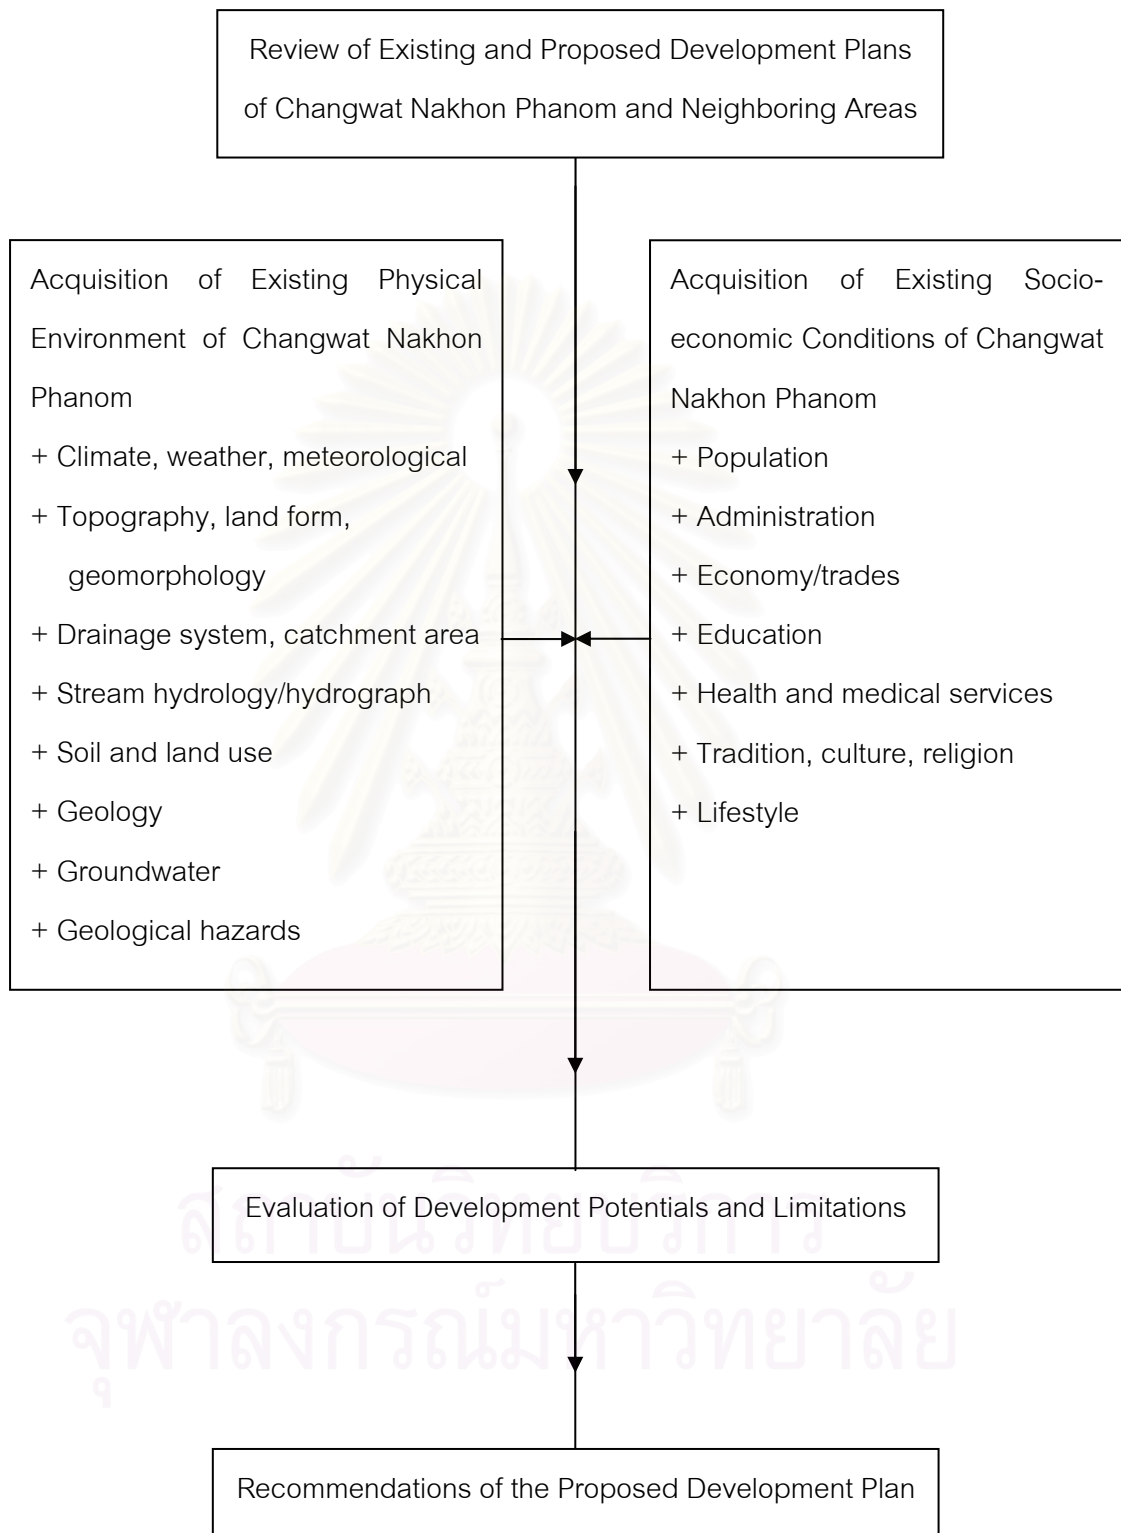 Review of Existing and Proposed Development Plans
of Changwat Nakhon Phanom and Neighboring Areas
Acquisition of Existing Physical
Environment of Changwat Nakhon
Phanom
+ Climate, weather, meteorological
+ Topography, land form,
geomorphology
+ Drainage system, catchment area
+ Stream hydrology/hydrograph
+ Soil and land use
+ Geology
+ Groundwater
+ Geological hazards
Acquisition of Existing Socio-
economic Conditions of Changwat
Nakhon Phanom
+ Population
+ Administration
+ Economy/trades
+ Education
+ Health and medical services
+ Tradition, culture, religion
+ Lifestyle
Evaluation of Development Potentials and Limitations
สถาบันวิทยบริการ
จุฬาลงกรณ์มหาวิทยาลัย
Recommendations of the Proposed Development Plan